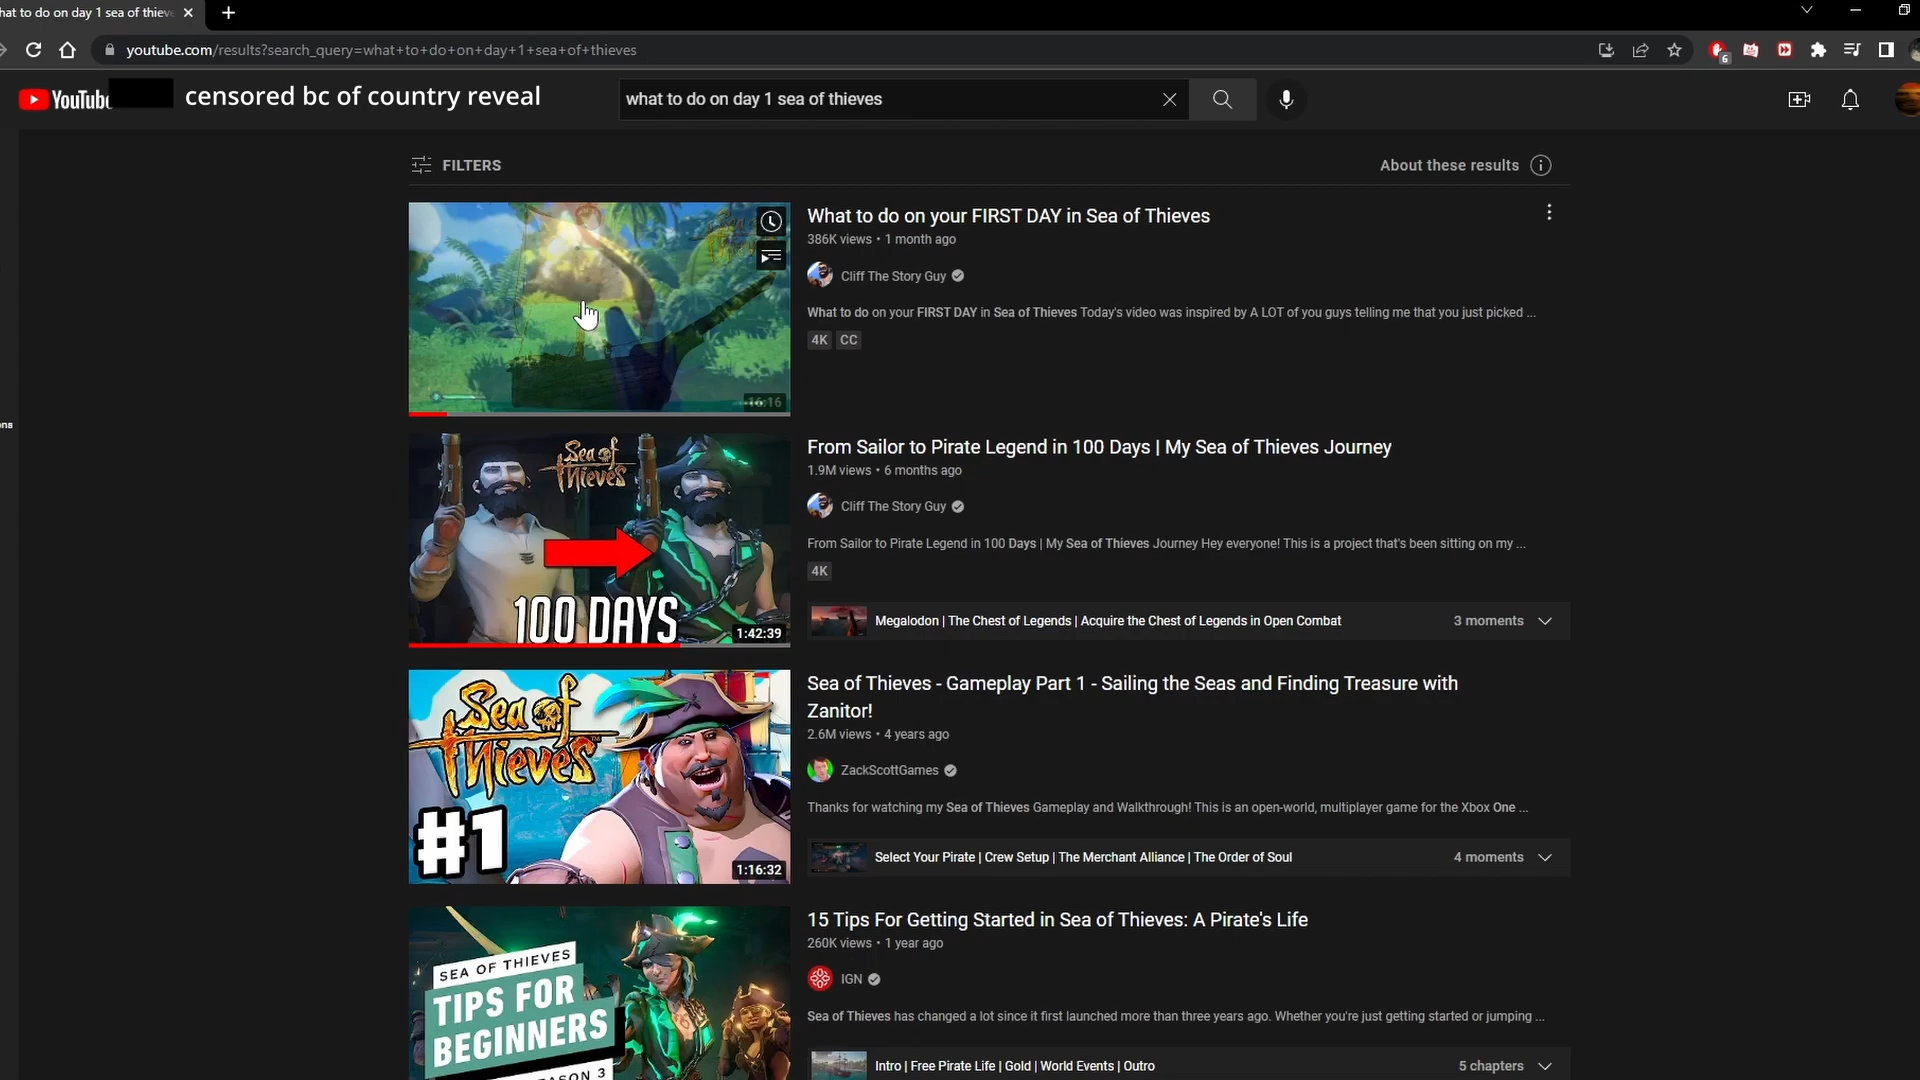 hat to do on day 1 sea of thieve
youtube.com/results?search_query=what+to+do+on+day+1+sea+of+thieves
6
YouTube
censored bc of country reveal
what to do on day 1 sea of thieves
FILTERS
About these results
16:16
What to do on your FIRST DAY in Sea of Thieves
386K views • 1 month ago
Cliff The Story Guy
What to do on your FIRST DAY in Sea of Thieves Today's video was inspired by A LOT of you guys telling me that you just picked ...
4K CC
ons
Sea of Thieves
100 DAYS
1:42:39
From Sailor to Pirate Legend in 100 Days | My Sea of Thieves Journey
1.9M views • 6 months ago
Cliff The Story Guy
From Sailor to Pirate Legend in 100 Days | My Sea of Thieves Journey Hey everyone! This is a project that's been sitting on my ...
4K
Megalodon | The Chest of Legends | Acquire the Chest of Legends in Open Combat
3 moments
Sea of Thieves
#1
1:16:32
Sea of Thieves - Gameplay Part 1 - Sailing the Seas and Finding Treasure with
Zanitor!
2.6M views • 4 years ago
ZackScottGames
Thanks for watching my Sea of Thieves Gameplay and Walkthrough! This is an open-world, multiplayer game for the Xbox One ...
Select Your Pirate | Crew Setup | The Merchant Alliance | The Order of Soul
4 moments
SEA OF THIEVES
TIPS FOR
BEGINNERS
SEASON 3
15 Tips For Getting Started in Sea of Thieves: A Pirate's Life
260K views • 1 year ago
IGN
Sea of Thieves has changed a lot since it first launched more than three years ago. Whether you're just getting started or jumping ...
Intro | Free Pirate Life | Gold | World Events | Outro
5 chapters